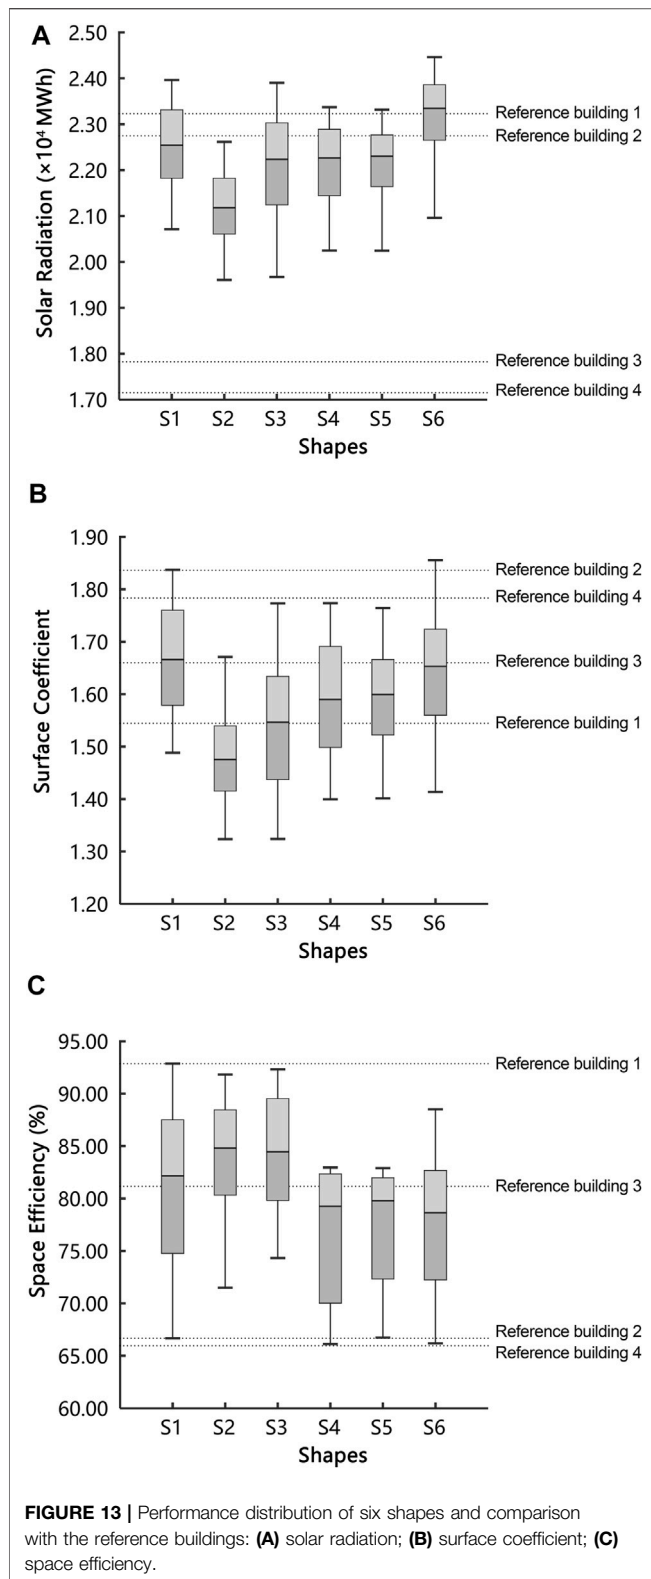 A
Solar Radiation (×10⁴ MWh)
2.50
2.40
2.30
2.20
2.10
2.00
1.90
1.80
1.70
Reference building 1
Reference building 2
Reference building 3
Reference building 4
S1 S2 S3 S4 S5 S6
Shapes
B
Surface Coefficient
1.90
1.80
1.70
1.60
1.50
1.40
1.30
1.20
Reference building 2
Reference building 4
Reference building 3
Reference building 1
S1 S2 S3 S4 S5 S6
Shapes
C
Space Efficiency (%)
95.00
90.00
85.00
80.00
75.00
70.00
65.00
60.00
Reference building 1
Reference building 3
Reference building 2
Reference building 4
S1 S2 S3 S4 S5 S6
Shapes
FIGURE 13 | Performance distribution of six shapes and comparison
with the reference buildings: (A) solar radiation; (B) surface coefficient; (C)
space efficiency.